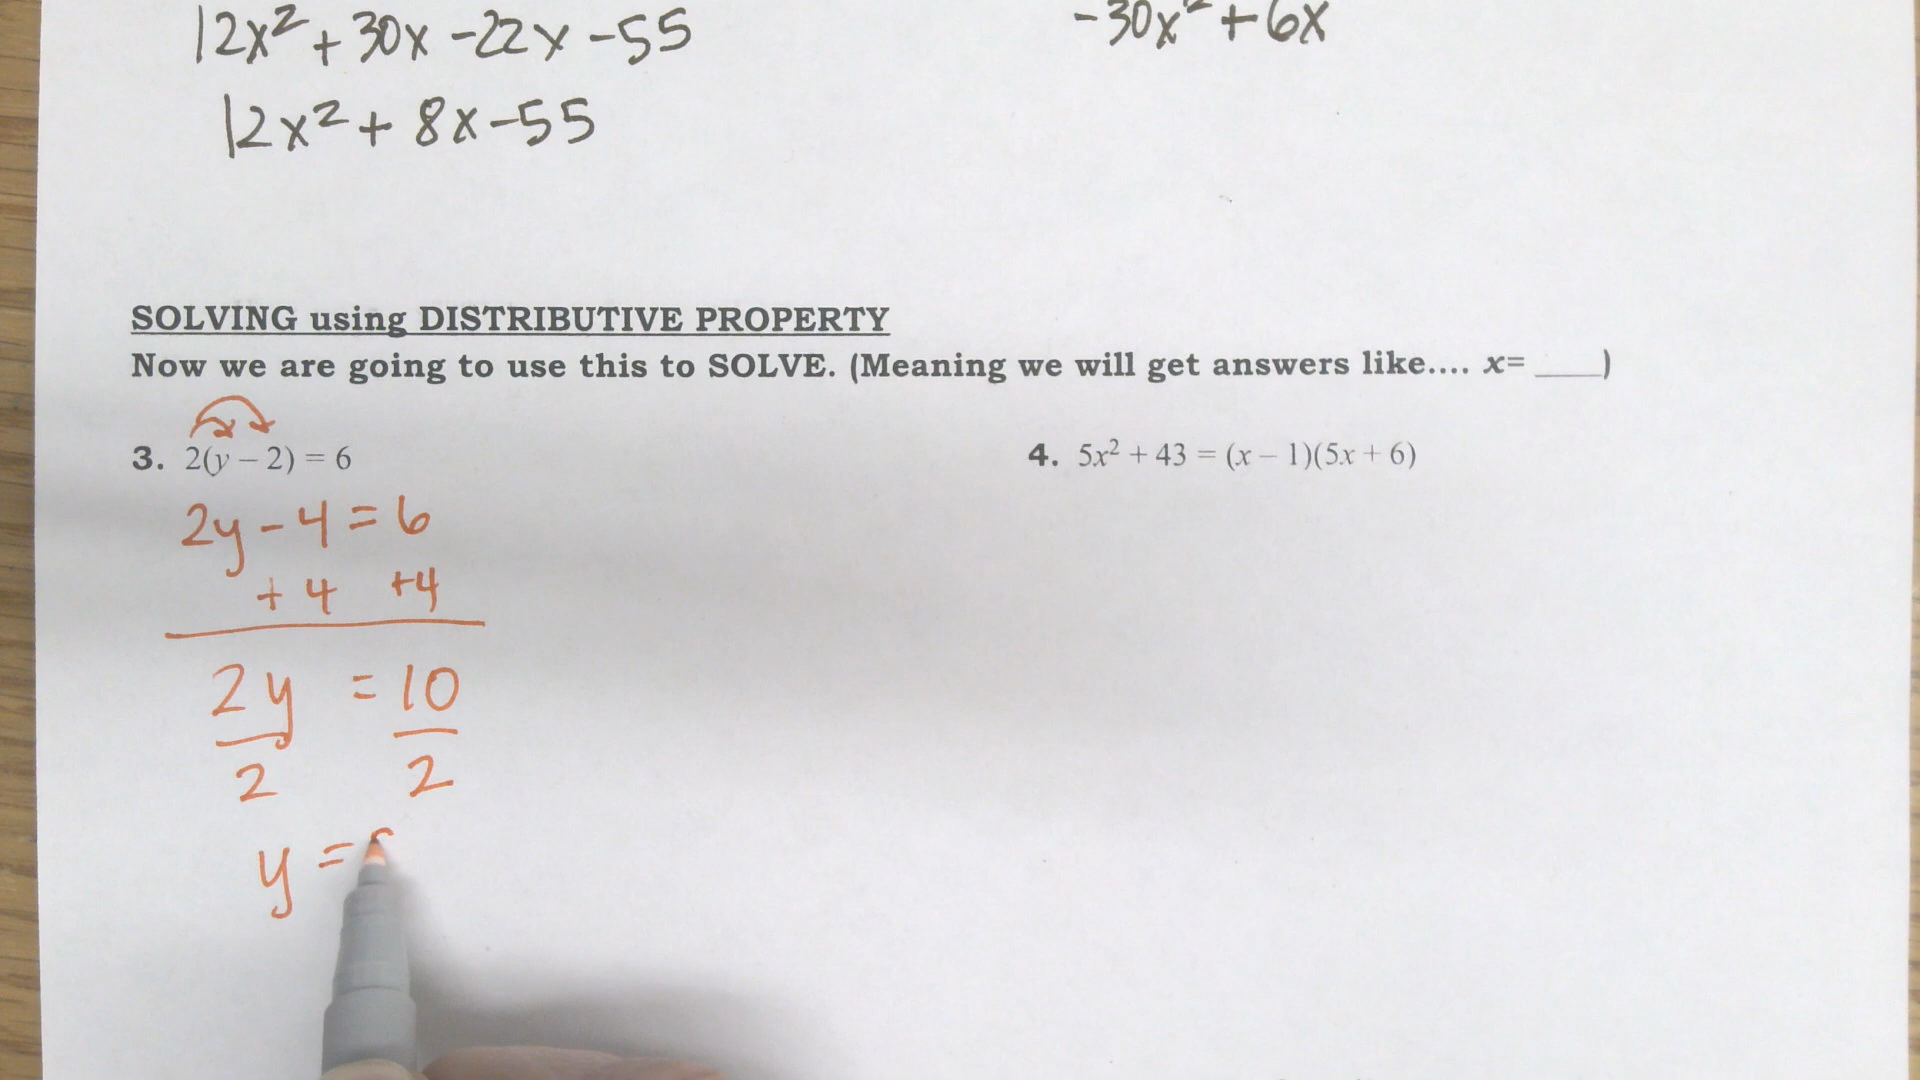 12x² + 30x - 22x - 55
-30x² + 6x
12x² + 8x - 55
SOLVING using DISTRIBUTIVE PROPERTY
Now we are going to use this to SOLVE. (Meaning we will get answers like.... x= ____)
3. 2(y – 2) = 6
2y - 4 = 6
+ 4 +4
2y = 10
2 2
y =
4. 5x² + 43 = (x – 1)(5x + 6)